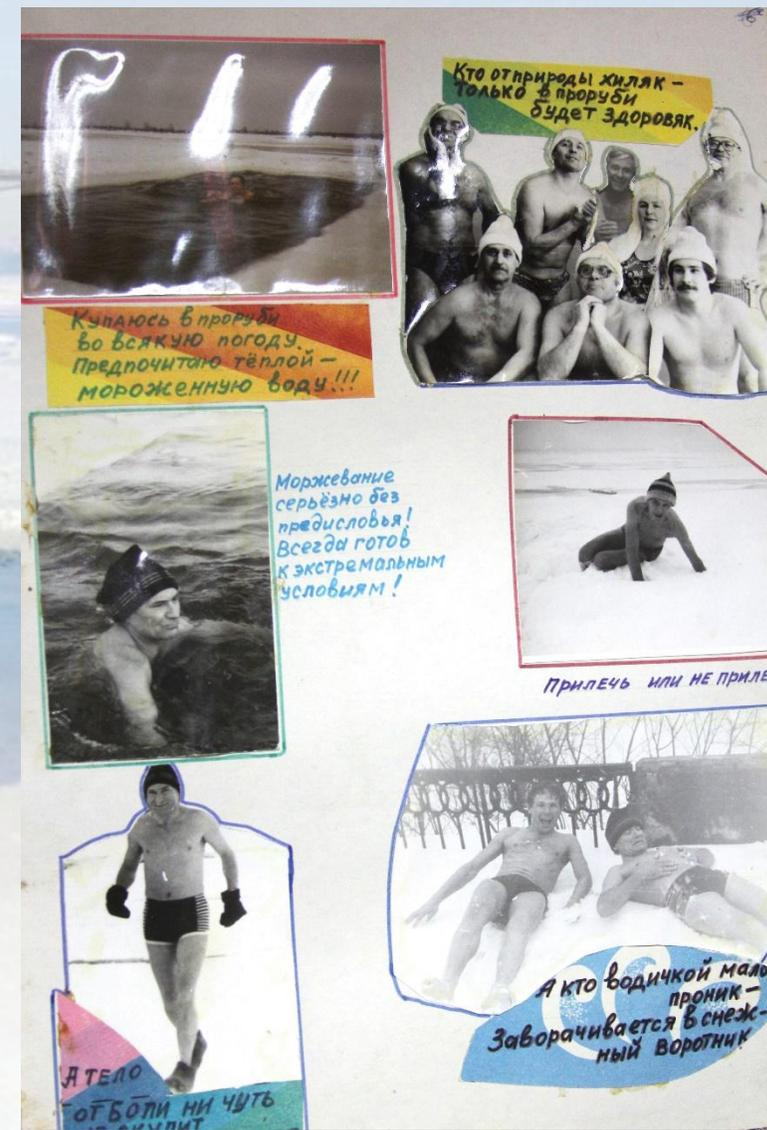 Кто от природы хиляк –
Только в проруби
будет здоровяк.
Купаюсь в проруби
во всякую погоду.
Предпочитаю тёплой –
мороженную воду!!!
Моржевание
серьёзно без
предисловья!
Всегда готов
к экстремальным
условиям!
Прилечь или не приле
А кто водичкой мало
проник –
Заворачивается в снеж-
ный воротник
А тело
от боли ни чуть